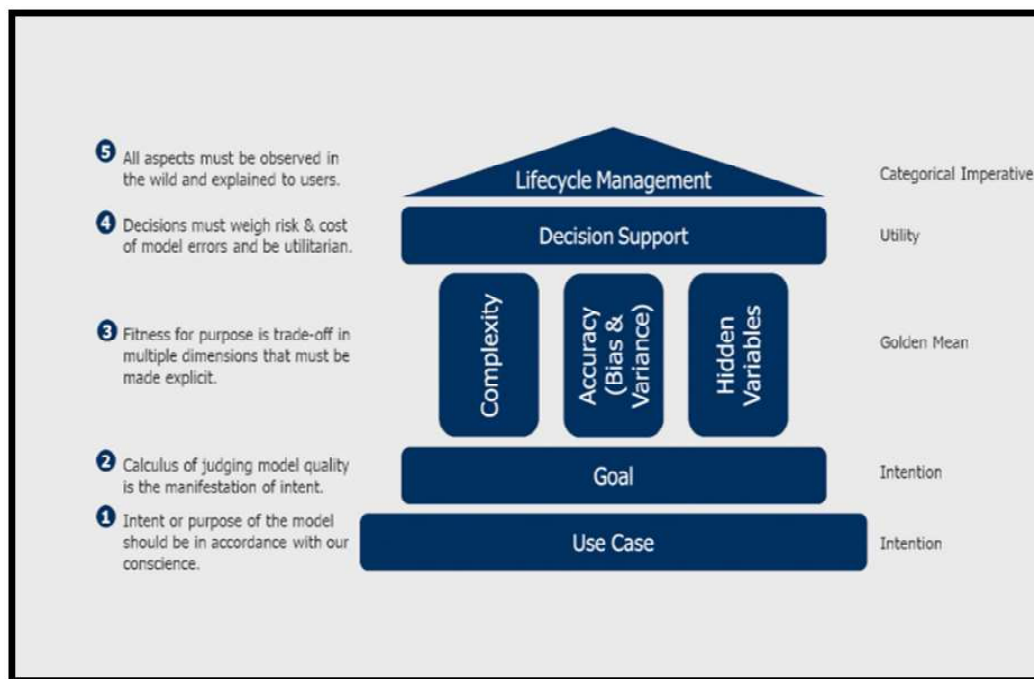 5 All aspects must be observed in
the wild and explained to users.
Lifecycle Management
Categorical Imperative
4 Decisions must weigh risk & cost
of model errors and be utilitarian.
Decision Support
Utility
3 Fitness for purpose is trade-off in
multiple dimensions that must be
made explicit.
Complexity
Accuracy
(Bias &
Variance)
Hidden
Variables
Golden Mean
2 Calculus of judging model quality
is the manifestation of intent.
Goal
Intention
1 Intent or purpose of the model
should be in accordance with our
conscience.
Use Case
Intention